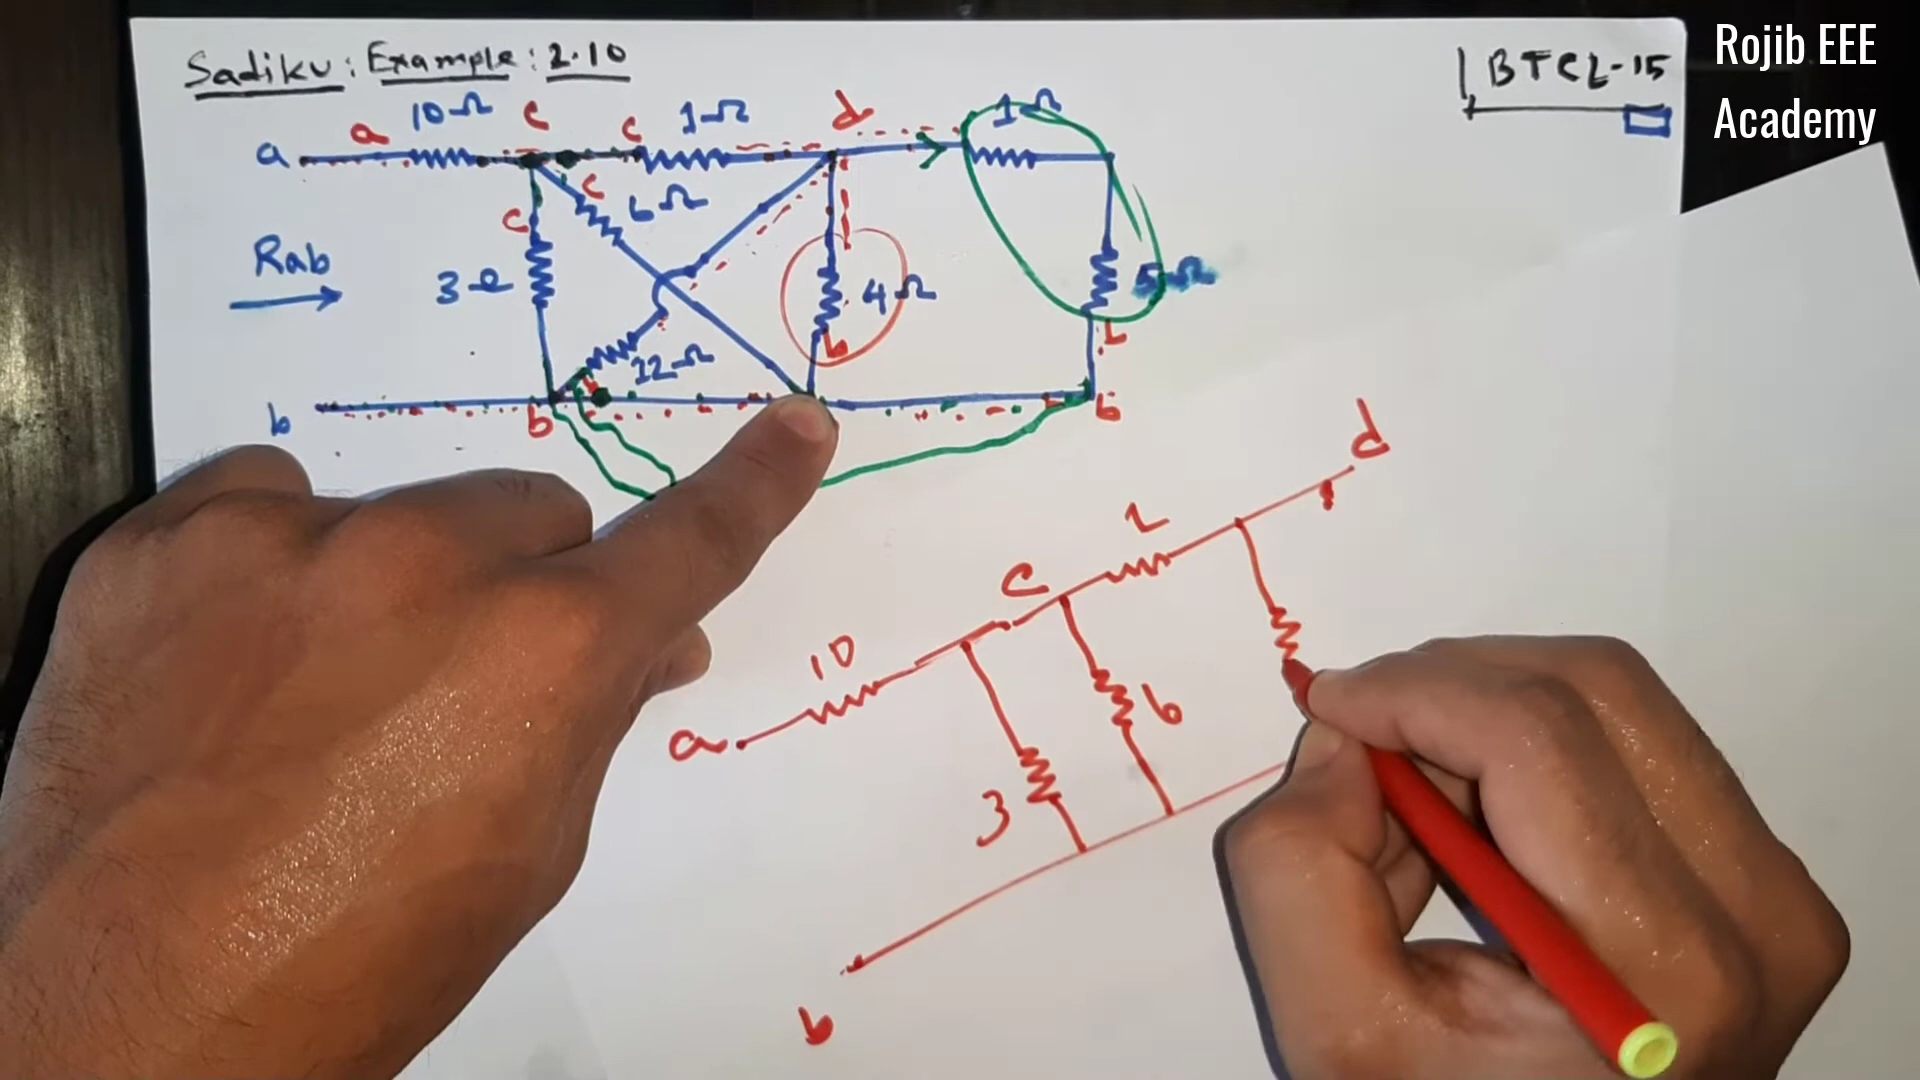 Rojib EEE
Academy
Sadiku: Example: 2.10
BTCL-15
a a 10Ω c c 1Ω d 1Ω
c c 6Ω
Rab
3Ω 4Ω 5Ω
12Ω b b
b b b
d
1
c
10
a
6
3
b